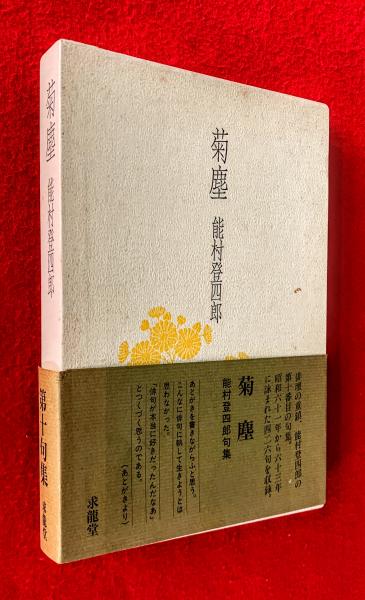 菊塵 能村登四郎
第十句集 求龍堂
菊塵 能村登四郎
俳壇の重鎮、能村登四郎の
第十番目の句集。
昭和六十一年から六十三年
に詠まれた四二六句を収録。
菊塵
能村登四郎句集
あとがきを書きながらふと思う。
こんなに俳句に執して生きようとは
思わなかった。
「俳句が本当に好きだったんだなあ」
とつくづく思うのである。
（あとがきより）
求龍堂